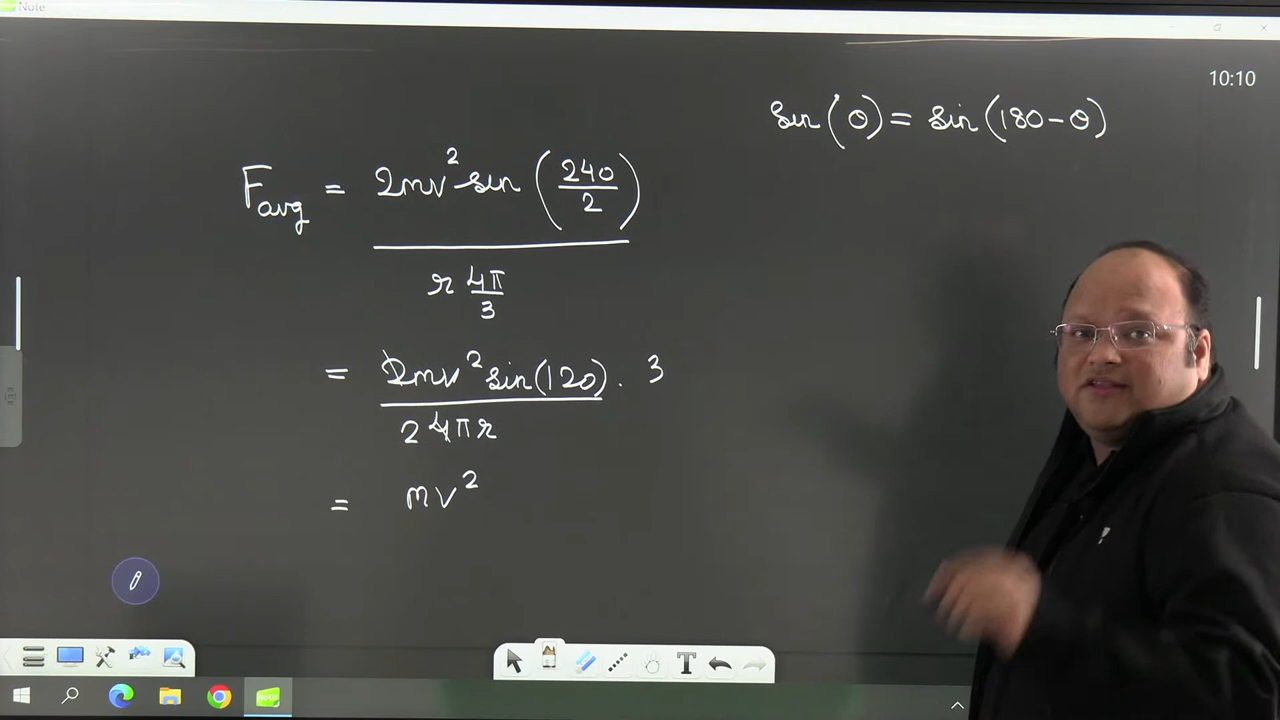 Note
10:10
sin(θ) = sin(180-θ)
F_avg = 2mv² sin(240/2)
r 4π/3
= 2mv² sin(120) . 3
2 4πr
= mv²
T